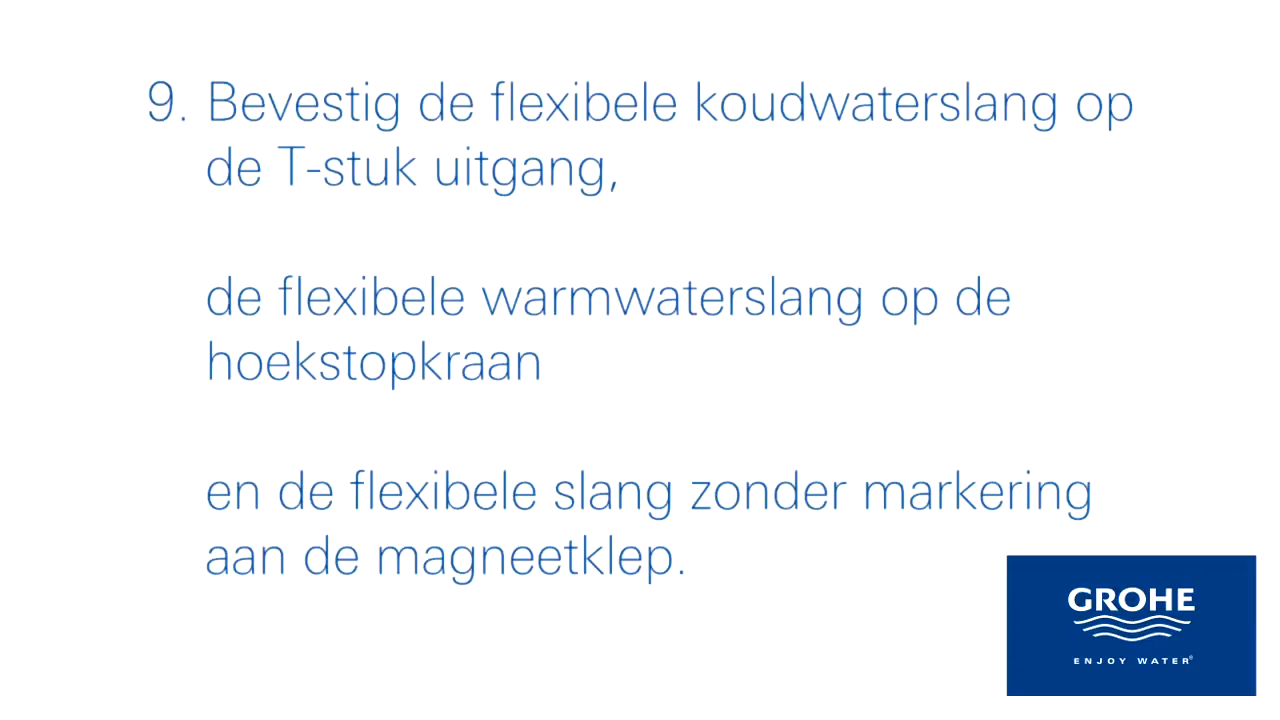 9. Bevestig de flexibele koudwaterslang op
de T-stuk uitgang,
de flexibele warmwaterslang op de
hoekstopkraan
en de flexibele slang zonder markering
aan de magneetklep.
GROHE
ENJOY WATER®